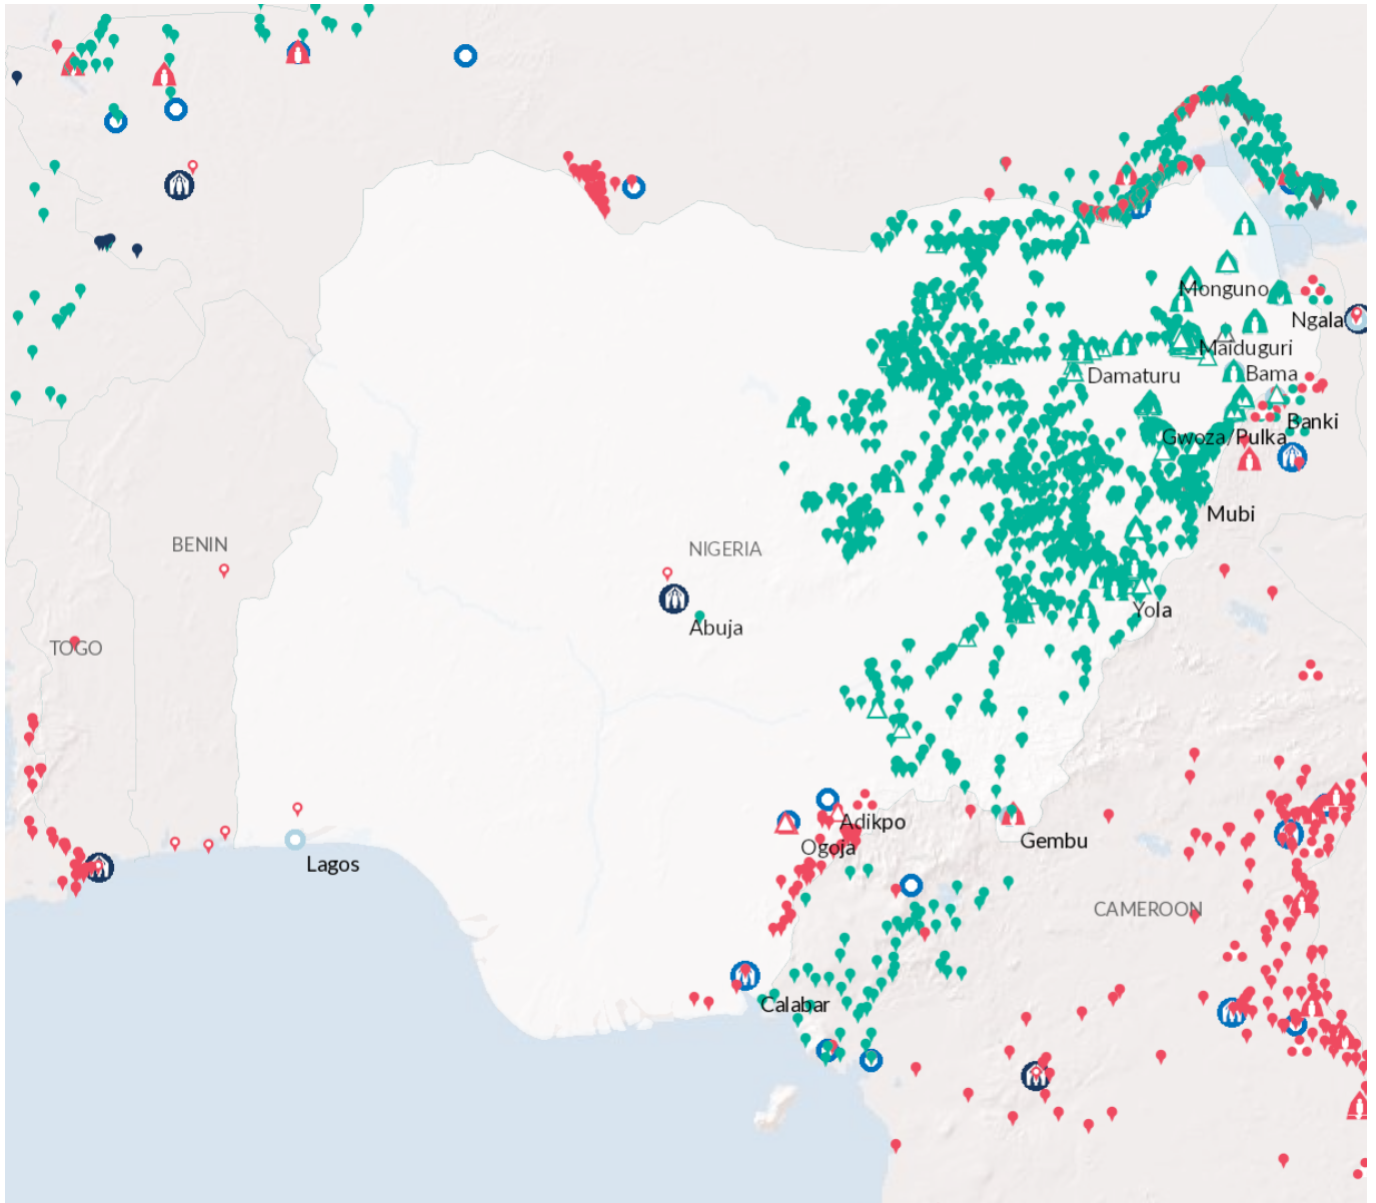 Monguno
Ngala
Maiduguri
Damaturu
Bama
Banki
Gwoza/Pulka
Mubi
BENIN
NIGERIA
Yola
Abuja
TOGO
Adikpo
Gembu
Ogoja
Lagos
CAMEROON
Calabar